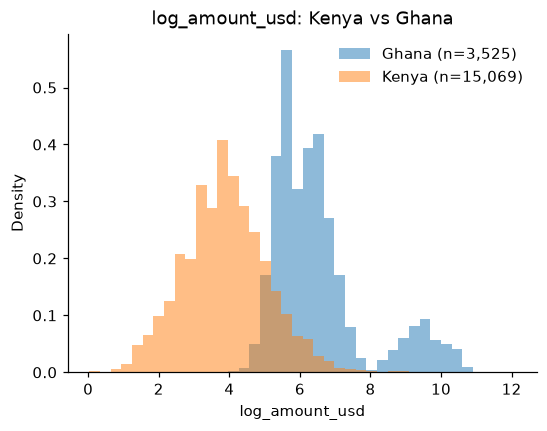 log_amount_usd: Kenya vs Ghana
Ghana (n=3,525)
Kenya (n=15,069)
Density
0.5
0.4
0.3
0.2
0.1
0.0
0 2 4 6 8 10 12
log_amount_usd